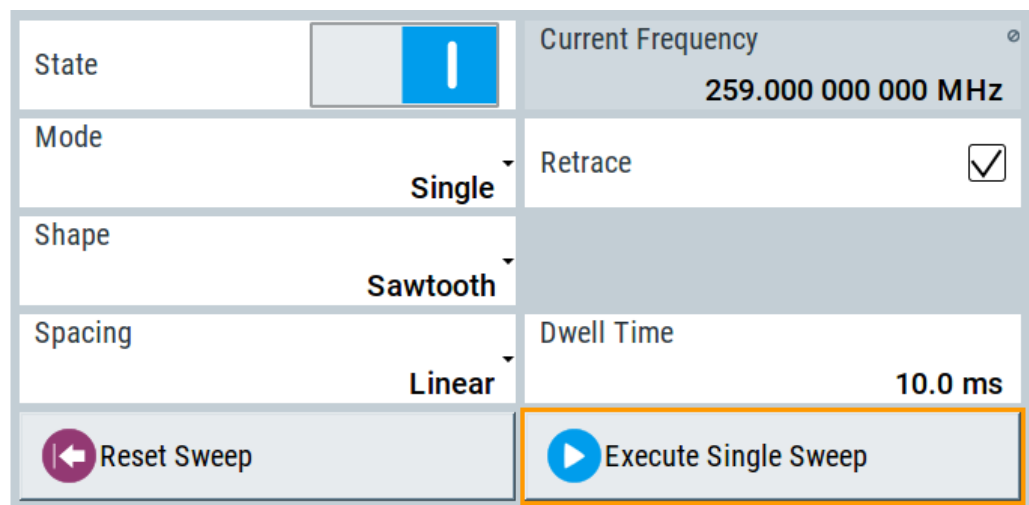 State
Current Frequency
259.000 000 000 MHz
Mode
Single
Retrace
Shape
Sawtooth
Spacing
Linear
Dwell Time
10.0 ms
Reset Sweep
Execute Single Sweep